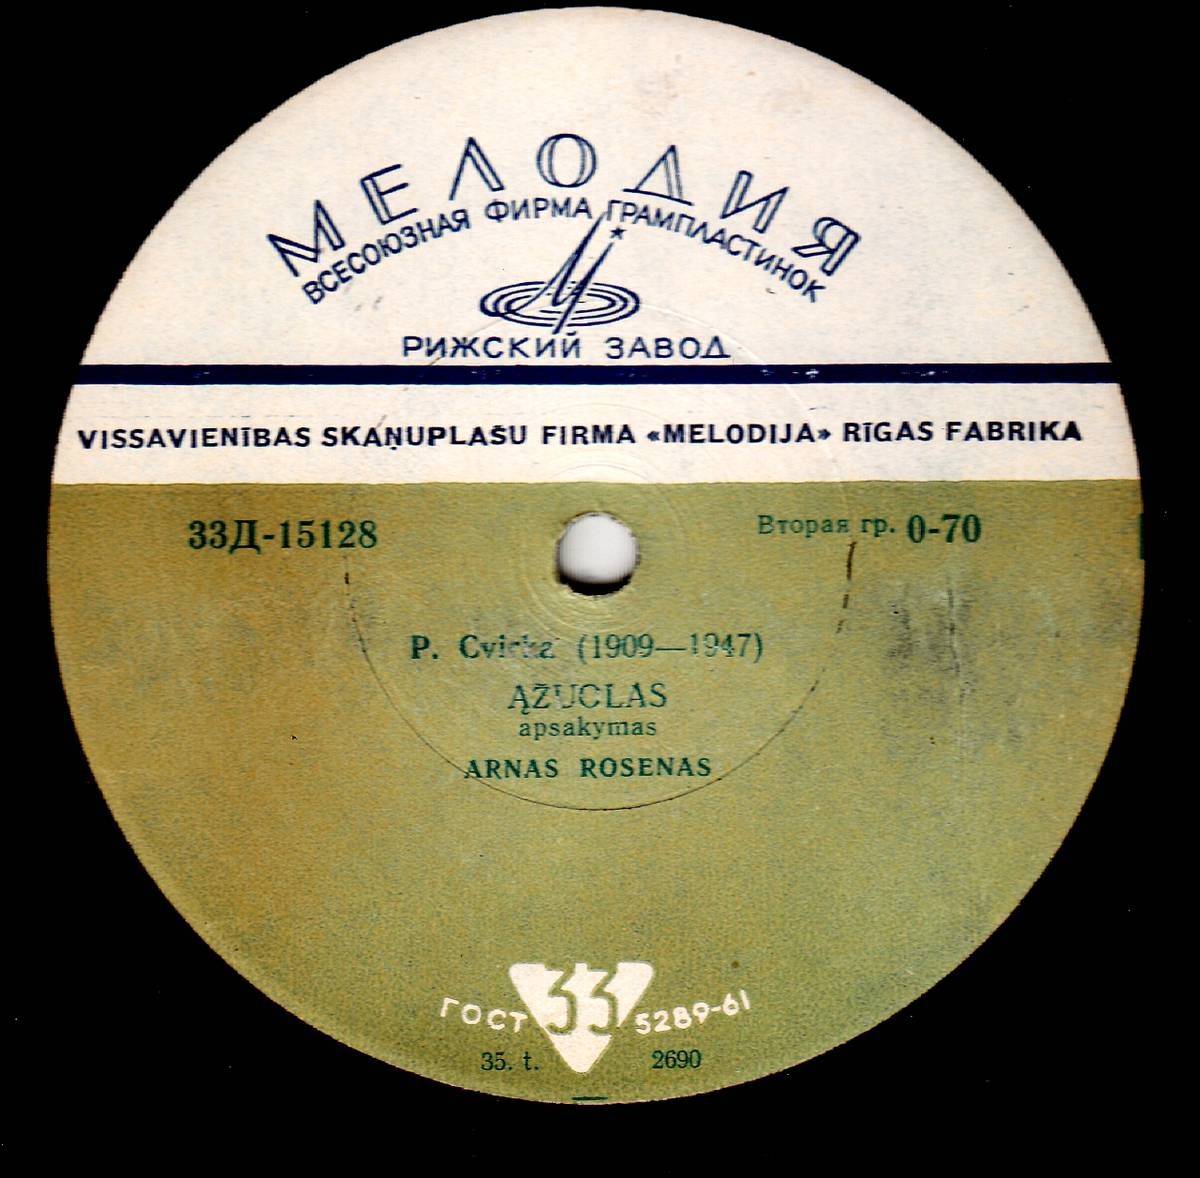 МЕЛОДИЯ
ВСЕСОЮЗНАЯ ФИРМА ГРАМПЛАСТИНОК
РИЖСКИЙ ЗАВОД
VISSAVIENĪBAS SKAŅUPLAŠU FIRMA «MELODIJA» RĪGAS FABRIKA
33Д-15128
Вторая гр. 0-70
P. Cvirka (1909—1947)
ĄŽUOLAS
apsakymas
ARNAS ROSENAS
ГОСТ 33 5289-61
35. t. 2690